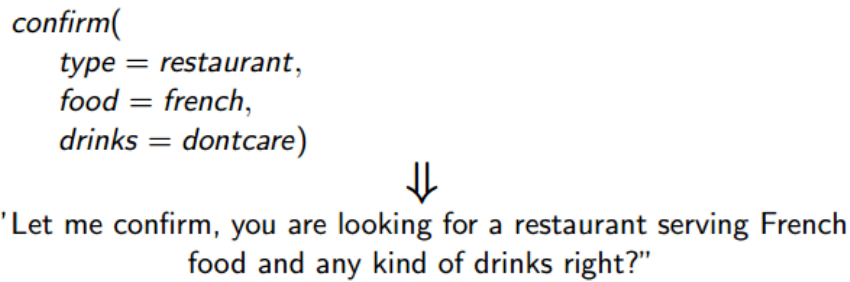 confirm(
type = restaurant,
food = french,
drinks = dontcare)
⇓
'Let me confirm, you are looking for a restaurant serving French
food and any kind of drinks right?”